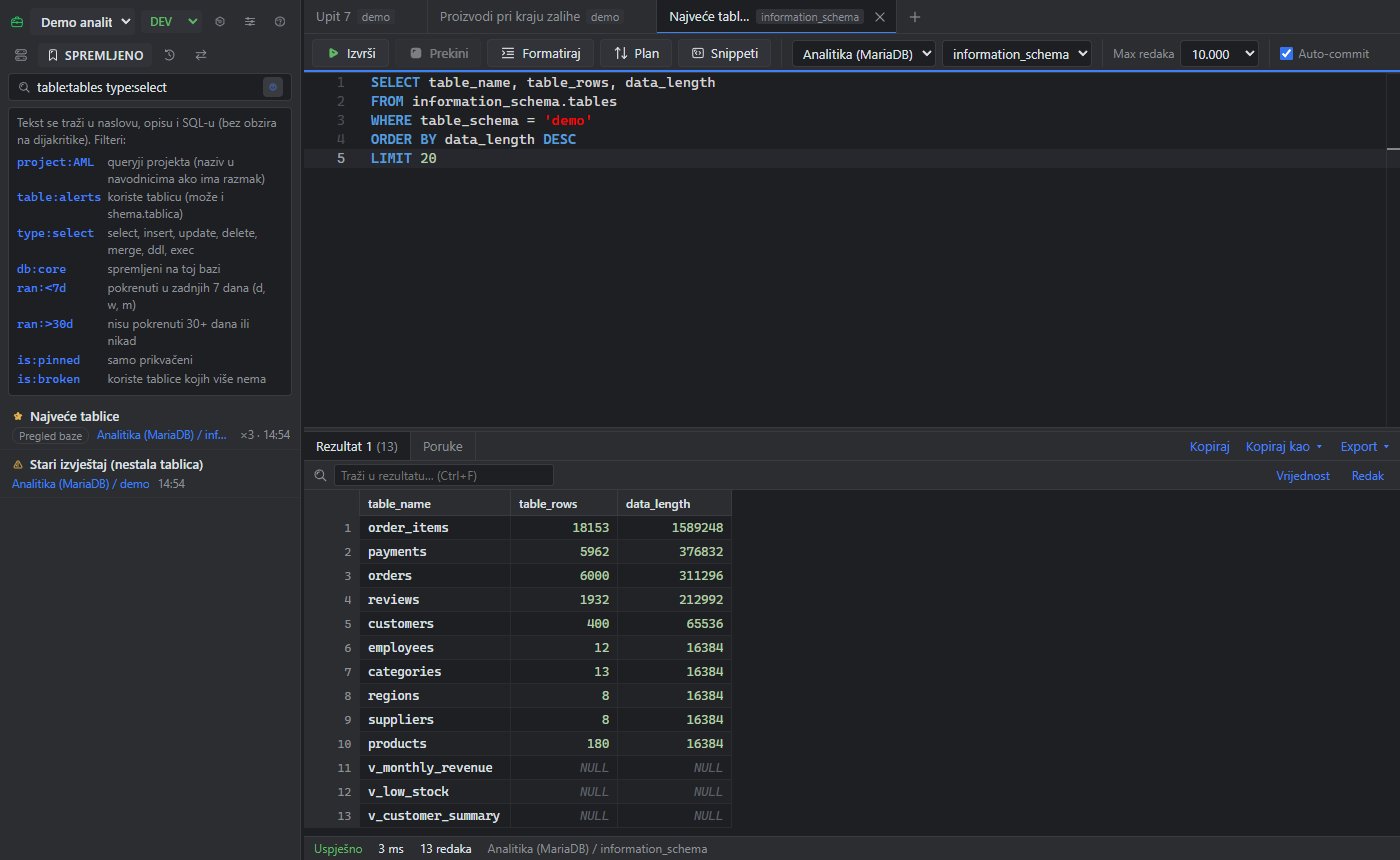 Demo analit DEV
SPREMLJENO
table:tables type:select
Tekst se traži u naslovu, opisu i SQL-u (bez obzira
na dijakritike). Filteri:
project:AML queryji projekta (naziv u
navodnicima ako ima razmak)
table:alerts koriste tablicu (može i
shema.tablica)
type:select select, insert, update, delete,
merge, ddl, exec
db:core spremljeni na toj bazi
ran:<7d pokrenuti u zadnjih 7 dana (d,
w, m)
ran:>30d nisu pokrenuti 30+ dana ili
nikad
is:pinned samo prikvačeni
is:broken koriste tablice kojih više nema
Najveće tablice
Pregled baze Analitika (MariaDB) / inf... ×3 · 14:54
Stari izvještaj (nestala tablica)
Analitika (MariaDB) / demo 14:54
Upit 7 demo Proizvodi pri kraju zalihe demo Najveće tabl... information_schema
Izvrši Prekini Formatiraj Plan Snippeti Analitika (MariaDB) information_schema Max redaka 10.000 Auto-commit
1 SELECT table_name, table_rows, data_length
2 FROM information_schema.tables
3 WHERE table_schema = 'demo'
4 ORDER BY data_length DESC
5 LIMIT 20
Rezultat 1 (13) Poruke Kopiraj Kopiraj kao Export
Traži u rezultatu... (Ctrl+F) Vrijednost Redak
table_name table_rows data_length
1 order_items 18153 1589248
2 payments 5962 376832
3 orders 6000 311296
4 reviews 1932 212992
5 customers 400 65536
6 employees 12 16384
7 categories 13 16384
8 regions 8 16384
9 suppliers 8 16384
10 products 180 16384
11 v_monthly_revenue NULL NULL
12 v_low_stock NULL NULL
13 v_customer_summary NULL NULL
Uspješno 3 ms 13 redaka Analitika (MariaDB) / information_schema